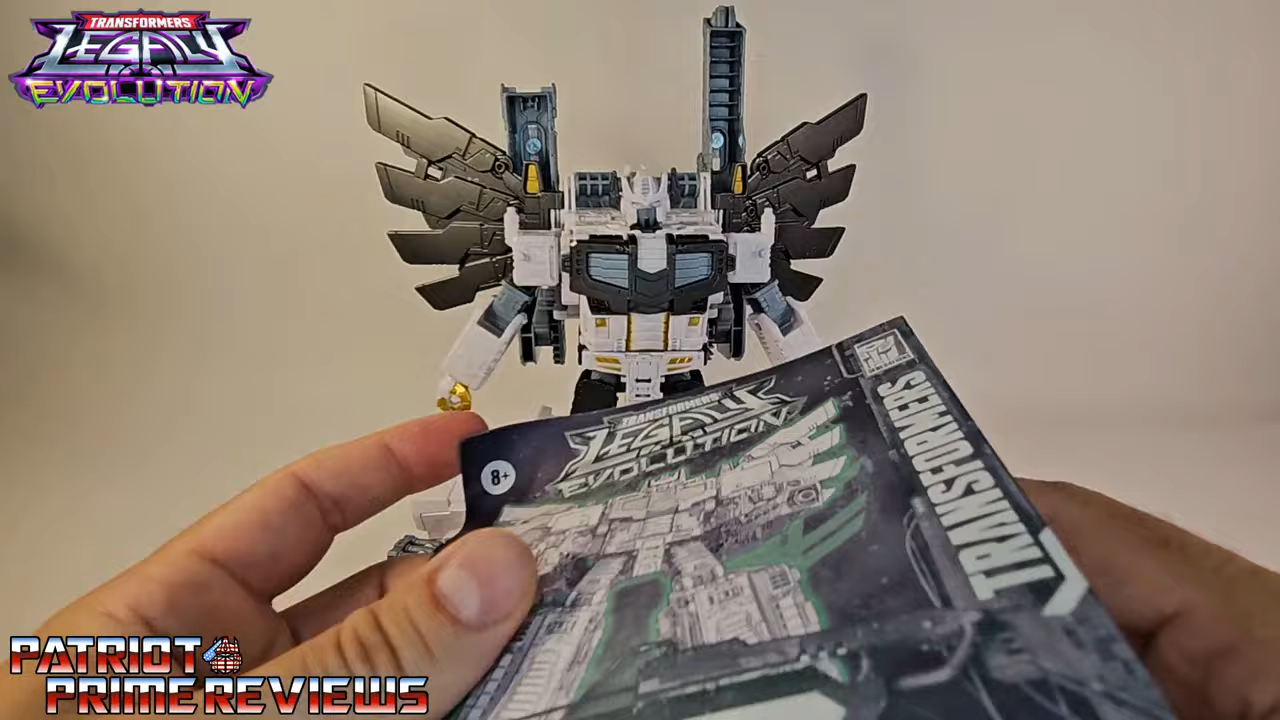 TRANSFORMERS
LEGACY
EVOLUTION
8+
TRANSFORMERS
LEGACY
EVOLUTION
TRANSFORMERS
PATRIOT
PRIME REVIEWS